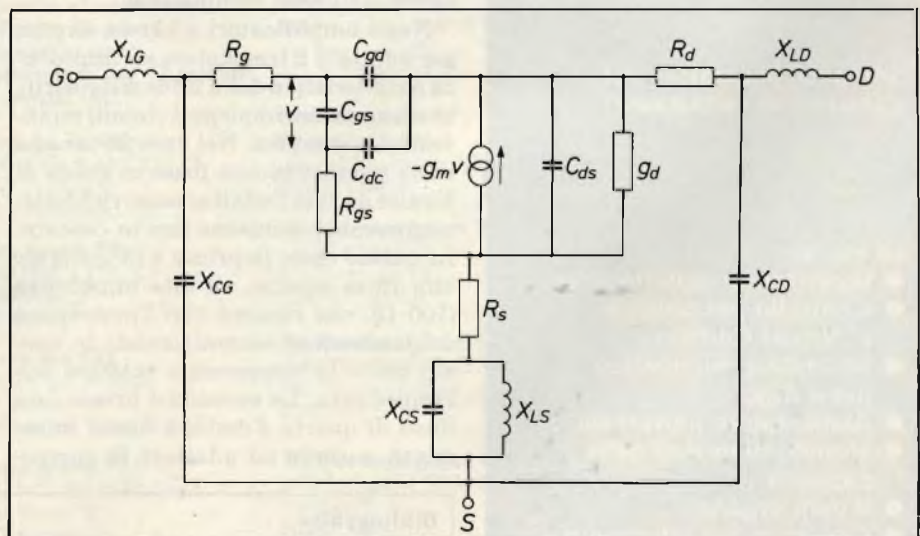 X_LG
R_g
C_gd
R_d
X_LD
G
D
v
C_gs
C_dc
-g_m v
C_ds
g_d
R_gs
X_CG
X_CD
R_s
X_CS
X_LS
S